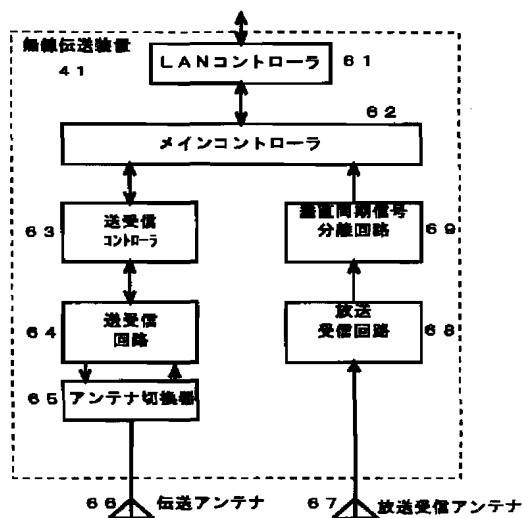 無線伝送装置
41
LANコントローラ
61
62
メインコントローラ
63
送受信
コントローラ
垂直同期信号
分離回路
69
64
送受信
回路
放送
受信回路
68
65
アンテナ切換器
66
伝送アンテナ
67
放送受信アンテナ